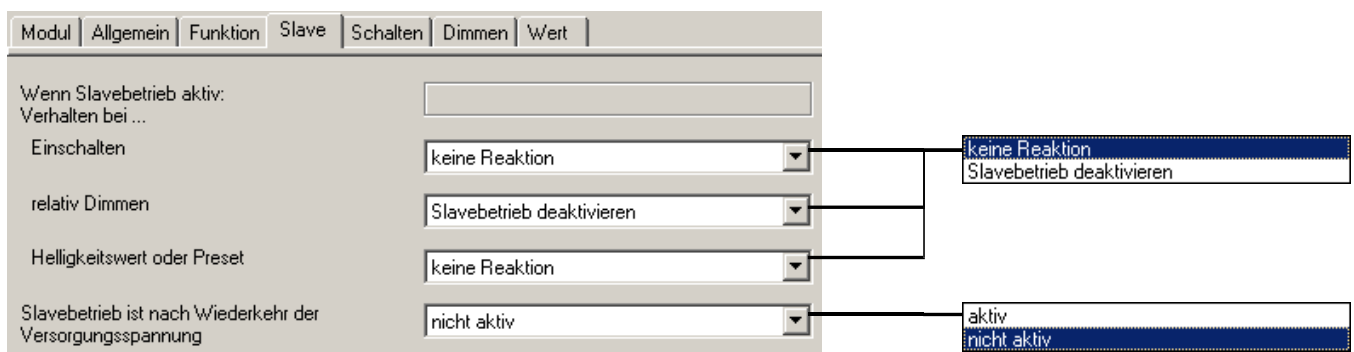 Modul Allgemein Funktion Slave Schalten Dimmen Wert
Wenn Slavebetrieb aktiv:
Verhalten bei ...
Einschalten
keine Reaktion
keine Reaktion
Slavebetrieb deaktivieren
relativ Dimmen
Slavebetrieb deaktivieren
Helligkeitswert oder Preset
keine Reaktion
Slavebetrieb ist nach Wiederkehr der
Versorgungsspannung
nicht aktiv
aktiv
nicht aktiv